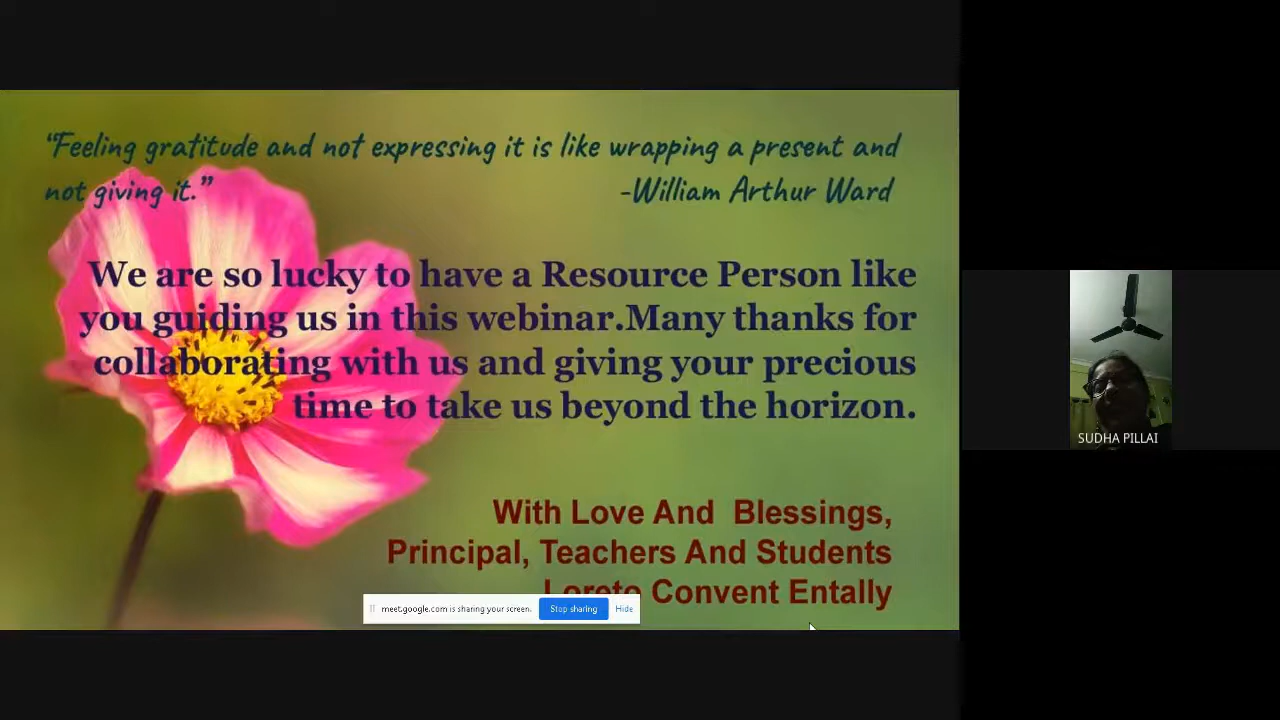 “Feeling gratitude and not expressing it is like wrapping a present and
not giving it.” -William Arthur Ward
We are so lucky to have a Resource Person like
you guiding us in this webinar.Many thanks for
collaborating with us and giving your precious
time to take us beyond the horizon.
With Love And Blessings,
Principal, Teachers And Students
Loreto Convent Entally
meet.google.com is sharing your screen. Stop sharing Hide
SUDHA PILLAI